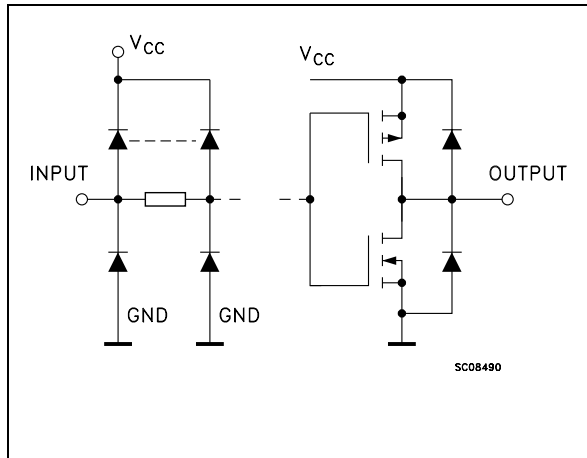 VCC
VCC
INPUT
OUTPUT
GND
GND
SC08490